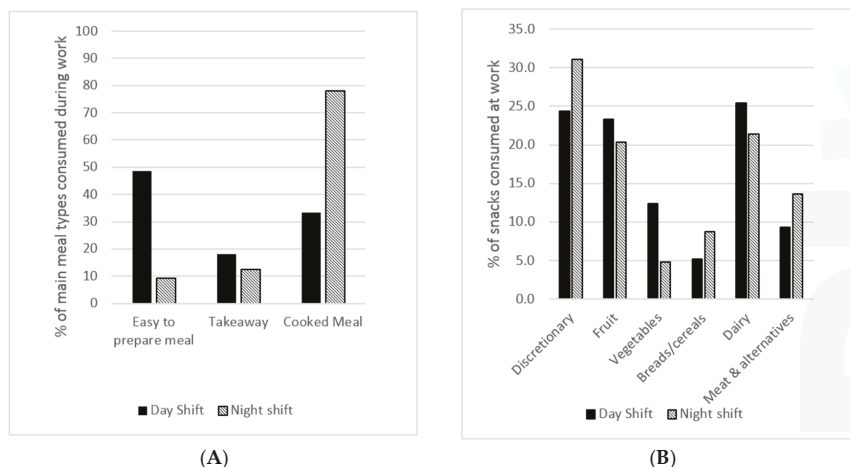 % of main meal types consumed during work
100
90
80
70
60
50
40
30
20
10
0
Easy to
prepare meal
Takeaway
Cooked Meal
Day Shift
Night shift
(A)
% of snacks consumed at work
35.0
30.0
25.0
20.0
15.0
10.0
5.0
0.0
Discretionary
Fruit
Vegetables
Breads/cereals
Dairy
Meat & alternatives
Day Shift
Night shift
(B)